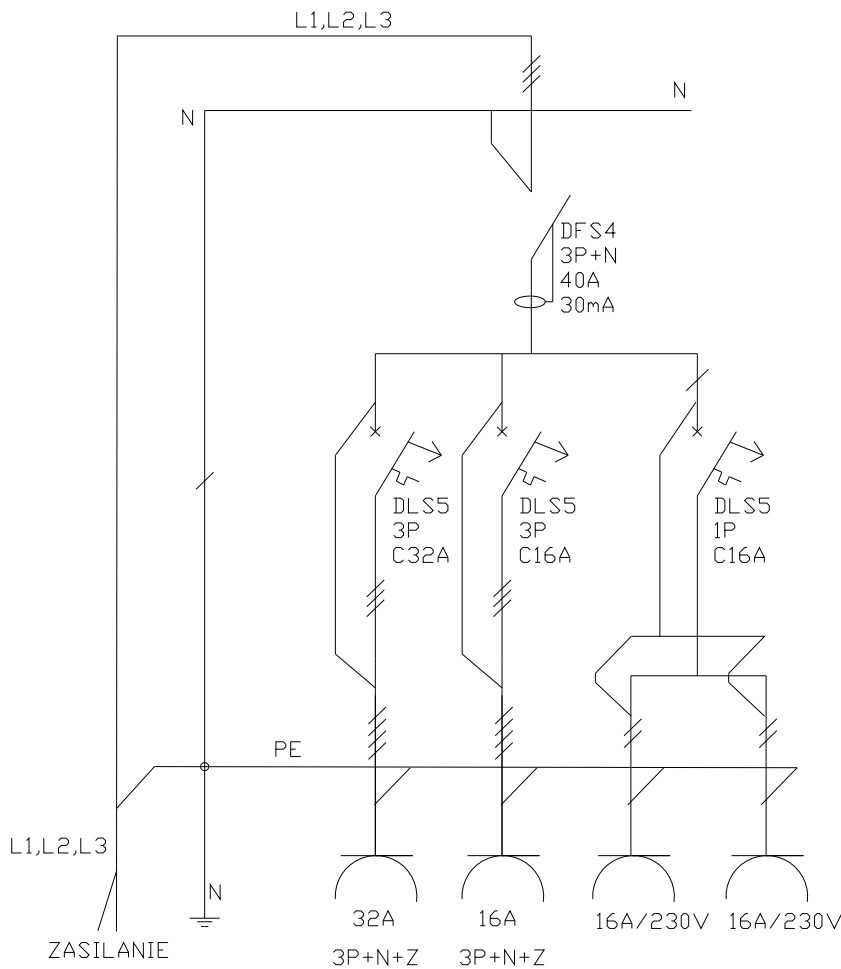 L1,L2,L3
N
N
DFS4
3P+N
40A
30mA
DLS5
3P
C32A
DLS5
3P
C16A
DLS5
1P
C16A
PE
L1,L2,L3
N
ZASILANIE
32A
3P+N+Z
16A
3P+N+Z
16A/230V
16A/230V